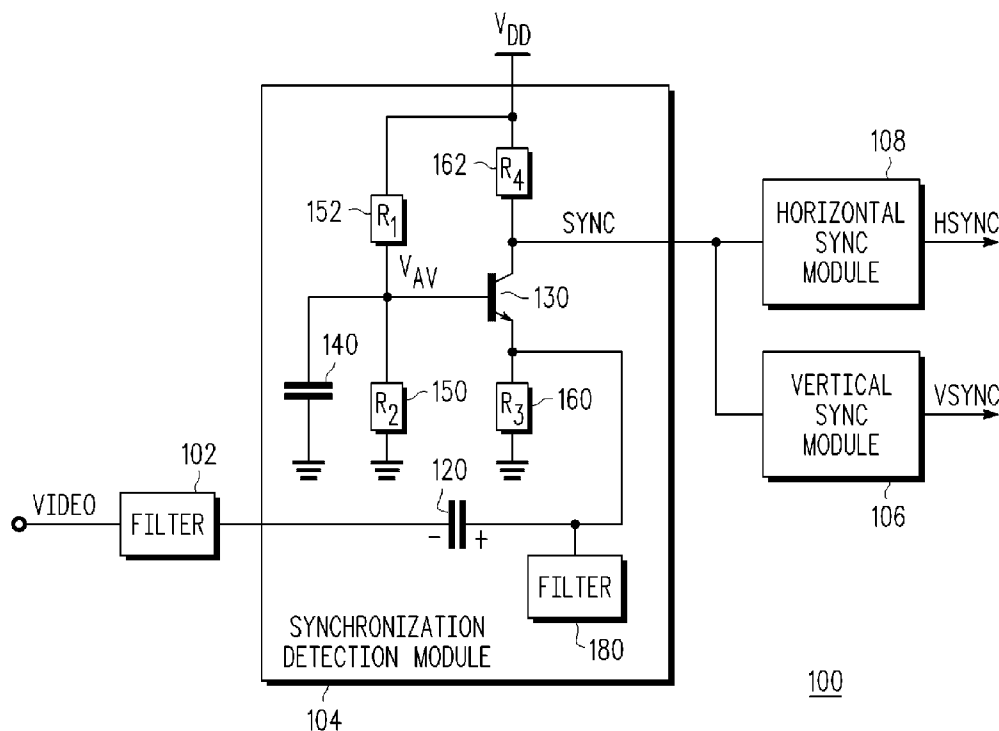 V_DD
108
162
R_4
HORIZONTAL
SYNC
MODULE
HSYNC
152
R_1
SYNC
V_AV
130
140
150
R_2
R_3
160
VERTICAL
SYNC
MODULE
VSYNC
102
VIDEO
FILTER
120
- +
106
FILTER
180
SYNCHRONIZATION
DETECTION MODULE
104
100